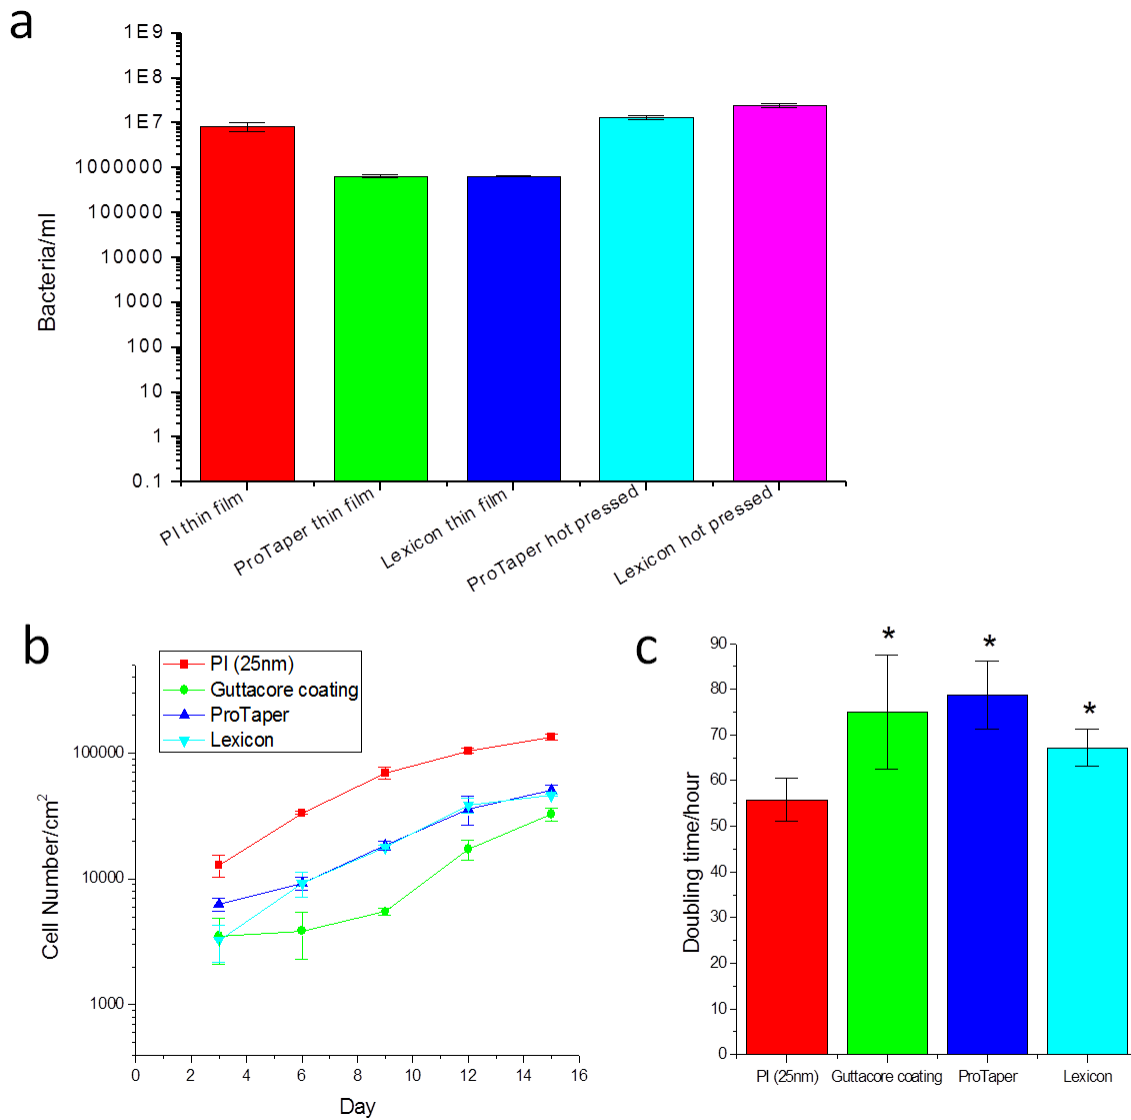 a
1E9
1E8
1E7
1000000
100000
10000
1000
100
10
1
0.1
Bacteria/ml
PI thin film
ProTaper thin film
Lexicon thin film
ProTaper hot pressed
Lexicon hot pressed
b
PI (25nm)
Guttacore coating
ProTaper
Lexicon
100000
10000
1000
Cell Number/cm²
0 2 4 6 8 10 12 14 16
Day
c
90
80
70
60
50
40
30
20
10
0
Doubling time/hour
* * *
PI (25nm) Guttacore coating ProTaper Lexicon